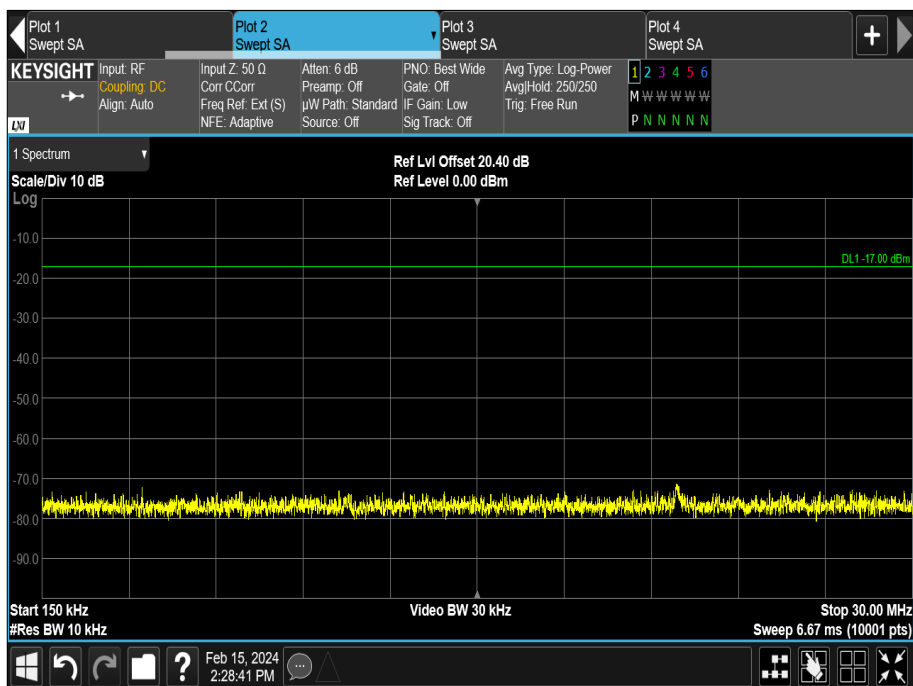 Plot 1
Swept SA
Plot 2
Swept SA
Plot 3
Swept SA
Plot 4
Swept SA
+
KEYSIGHT
LXI
Input: RF
Coupling: DC
Align: Auto
Input Z: 50 Ω
Corr CCorr
Freq Ref: Ext (S)
NFE: Adaptive
Atten: 6 dB
Preamp: Off
µW Path: Standard
Source: Off
PNO: Best Wide
Gate: Off
IF Gain: Low
Sig Track: Off
Avg Type: Log-Power
Avg|Hold: 250/250
Trig: Free Run
1 2 3 4 5 6
M W W W W W
P N N N N N
1 Spectrum
Scale/Div 10 dB
Log
Ref Lvl Offset 20.40 dB
Ref Level 0.00 dBm
-10.0
DL1 -17.00 dBm
-20.0
-30.0
-40.0
-50.0
-60.0
-70.0
-80.0
-90.0
Start 150 kHz
#Res BW 10 kHz
Video BW 30 kHz
Stop 30.00 MHz
Sweep 6.67 ms (10001 pts)
?
Feb 15, 2024
2:28:41 PM